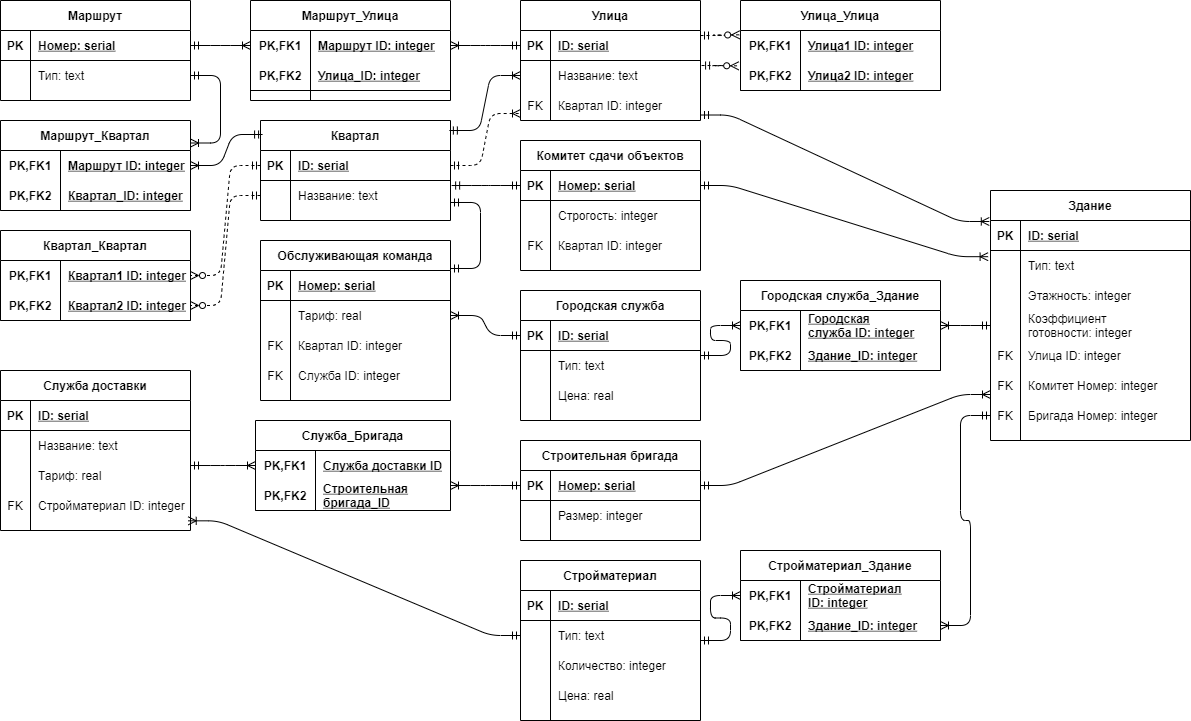 Маршрут
PK Номер: serial
Тип: text
Маршрут_Улица
PK,FK1 Маршрут ID: integer
PK,FK2 Улица_ID: integer
Улица
PK ID: serial
Название: text
FK Квартал ID: integer
Улица_Улица
PK,FK1 Улица1 ID: integer
PK,FK2 Улица2 ID: integer
Маршрут_Квартал
PK,FK1 Маршрут ID: integer
PK,FK2 Квартал_ID: integer
Квартал
PK ID: serial
Название: text
Комитет сдачи объектов
PK Номер: serial
Строгость: integer
FK Квартал ID: integer
Здание
PK ID: serial
Тип: text
Этажность: integer
Коэффициент
готовности: integer
FK Улица ID: integer
FK Комитет Номер: integer
FK Бригада Номер: integer
Квартал_Квартал
PK,FK1 Квартал1 ID: integer
PK,FK2 Квартал2 ID: integer
Обслуживающая команда
PK Номер: serial
Тариф: real
FK Квартал ID: integer
FK Служба ID: integer
Городская служба
PK ID: serial
Тип: text
Цена: real
Городская служба_Здание
PK,FK1 Городская
служба ID: integer
PK,FK2 Здание_ID: integer
Служба доставки
PK ID: serial
Название: text
Тариф: real
FK Стройматериал ID: integer
Служба_Бригада
PK,FK1 Служба доставки ID
PK,FK2 Строительная
бригада_ID
Строительная бригада
PK Номер: serial
Размер: integer
Стройматериал
PK ID: serial
Тип: text
Количество: integer
Цена: real
Стройматериал_Здание
PK,FK1 Стройматериал
ID: integer
PK,FK2 Здание_ID: integer